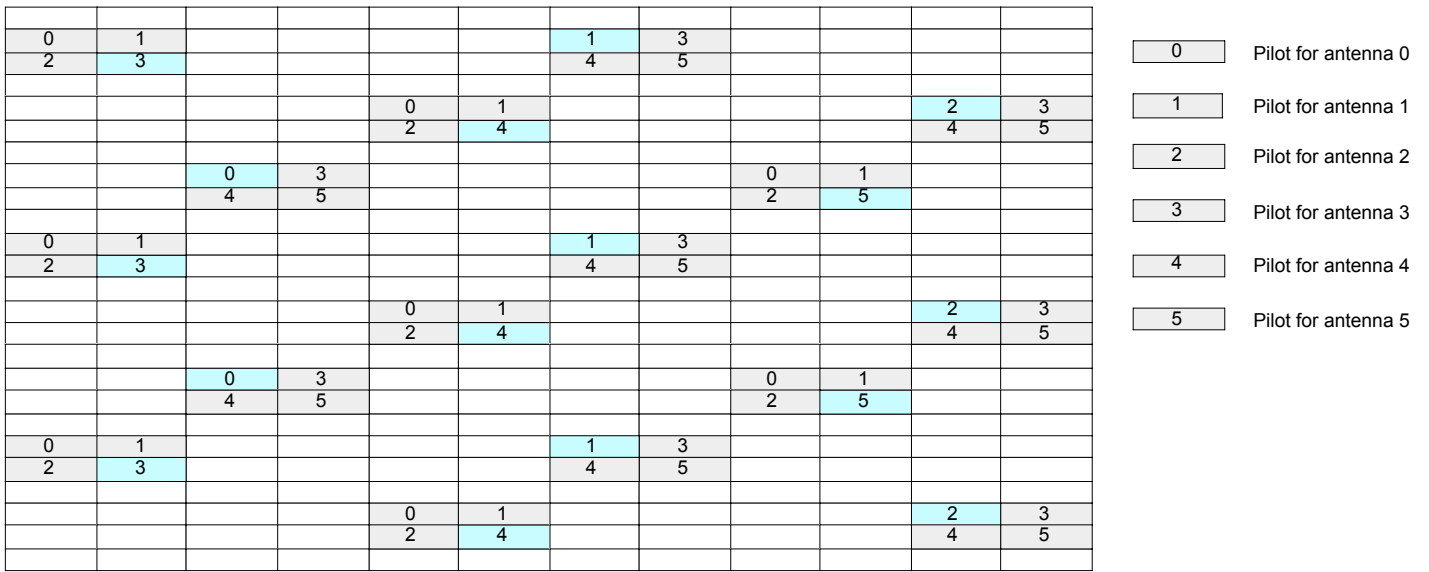 0 1 1 3
2 3 4 5
0 1 2 3
2 4 4 5
0 3 0 1
4 5 2 5
0 1 1 3
2 3 4 5
0 1 2 3
2 4 4 5
0 3 0 1
4 5 2 5
0 1 1 3
2 3 4 5
0 1 2 3
2 4 4 5
0 Pilot for antenna 0
1 Pilot for antenna 1
2 Pilot for antenna 2
3 Pilot for antenna 3
4 Pilot for antenna 4
5 Pilot for antenna 5